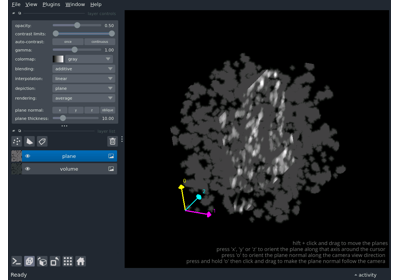 File View Plugins Window Help
opacity: 0.50
contrast limits:
auto-contrast: once continuous
gamma: 1.00
colormap: gray
blending: additive
interpolation: linear
depiction: plane
rendering: average
plane normal: x y z oblique
plane thickness: 10.00
plane
volume
hift + click and drag to move the planes
press 'x', 'y' or 'z' to orient the plane along that axis around the cursor
press 'o' to orient the plane normal along the camera view direction
press and hold 'o' then click and drag to make the plane normal follow the camera
Ready
activity